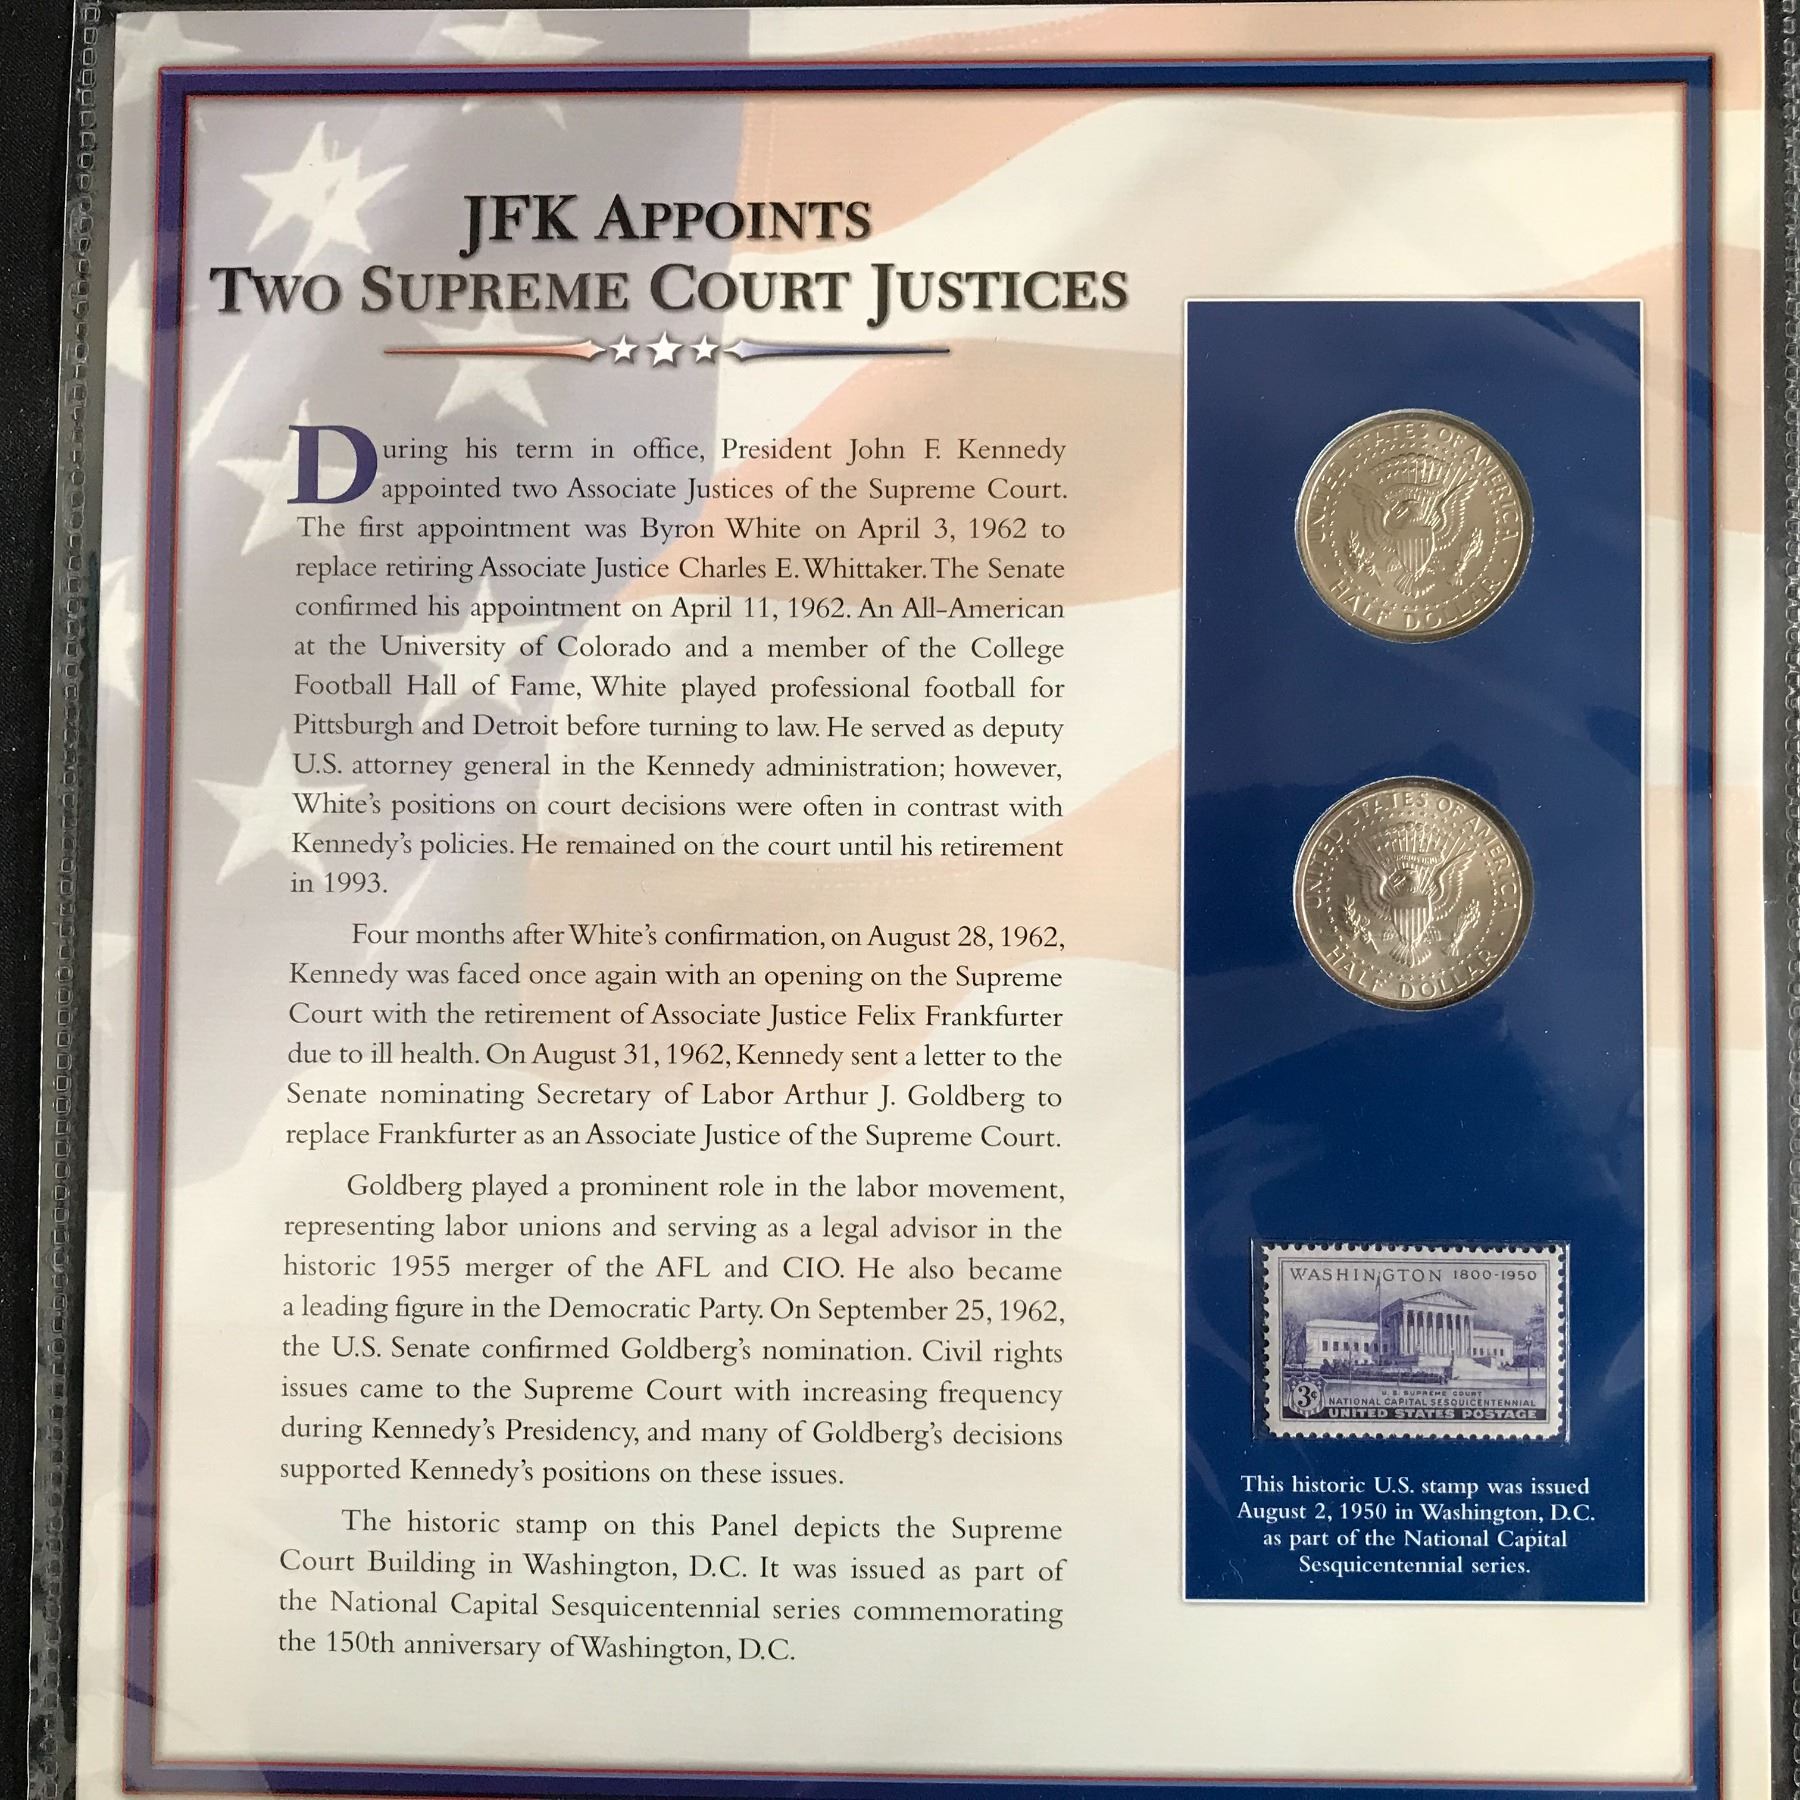 JFK APPOINTS
TWO SUPREME COURT JUSTICES
During his term in office, President John F. Kennedy
appointed two Associate Justices of the Supreme Court.
The first appointment was Byron White on April 3, 1962 to
replace retiring Associate Justice Charles E. Whittaker. The Senate
confirmed his appointment on April 11, 1962. An All-American
at the University of Colorado and a member of the College
Football Hall of Fame, White played professional football for
Pittsburgh and Detroit before turning to law. He served as deputy
U.S. attorney general in the Kennedy administration; however,
White's positions on court decisions were often in contrast with
Kennedy's policies. He remained on the court until his retirement
in 1993.
Four months after White's confirmation, on August 28, 1962,
Kennedy was faced once again with an opening on the Supreme
Court with the retirement of Associate Justice Felix Frankfurter
due to ill health. On August 31, 1962, Kennedy sent a letter to the
Senate nominating Secretary of Labor Arthur J. Goldberg to
replace Frankfurter as an Associate Justice of the Supreme Court.
Goldberg played a prominent role in the labor movement,
representing labor unions and serving as a legal advisor in the
historic 1955 merger of the AFL and CIO. He also became
a leading figure in the Democratic Party. On September 25, 1962,
the U.S. Senate confirmed Goldberg's nomination. Civil rights
issues came to the Supreme Court with increasing frequency
during Kennedy's Presidency, and many of Goldberg's decisions
supported Kennedy's positions on these issues.
The historic stamp on this Panel depicts the Supreme
Court Building in Washington, D.C. It was issued as part of
the National Capital Sesquicentennial series commemorating
the 150th anniversary of Washington, D.C.
UNITED STATES OF AMERICA
HALF DOLLAR
UNITED STATES OF AMERICA
HALF DOLLAR
WASHINGTON 1800-1950
U. S. SUPREME COURT
3¢ NATIONAL CAPITAL SESQUICENTENNIAL
UNITED STATES POSTAGE
This historic U.S. stamp was issued
August 2, 1950 in Washington, D.C.
as part of the National Capital
Sesquicentennial series.